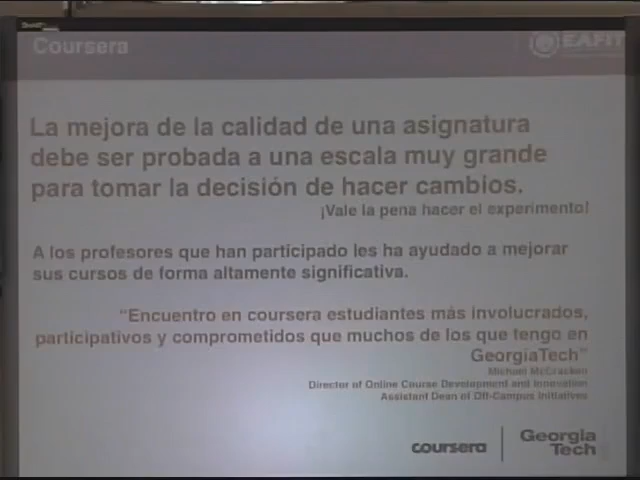 Coursera
EAFIT
La mejora de la calidad de una asignatura
debe ser probada a una escala muy grande
para tomar la decisión de hacer cambios.
¡Vale la pena hacer el experimento!
A los profesores que han participado les ha ayudado a mejorar
sus cursos de forma altamente significativa.
“Encuentro en coursera estudiantes más involucrados,
participativos y comprometidos que muchos de los que tengo en
GeorgiaTech”
Michael McCracken
Director of Online Course Development and Innovation
Assistant Dean of Off-Campus Initiatives
coursera
Georgia
Tech